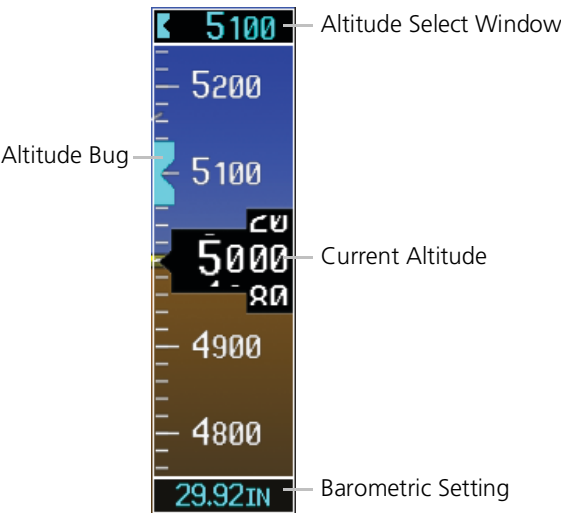 5100
Altitude Select Window
5200
Altitude Bug
5100
20
5000
Current Altitude
80
4900
4800
29.92IN
Barometric Setting